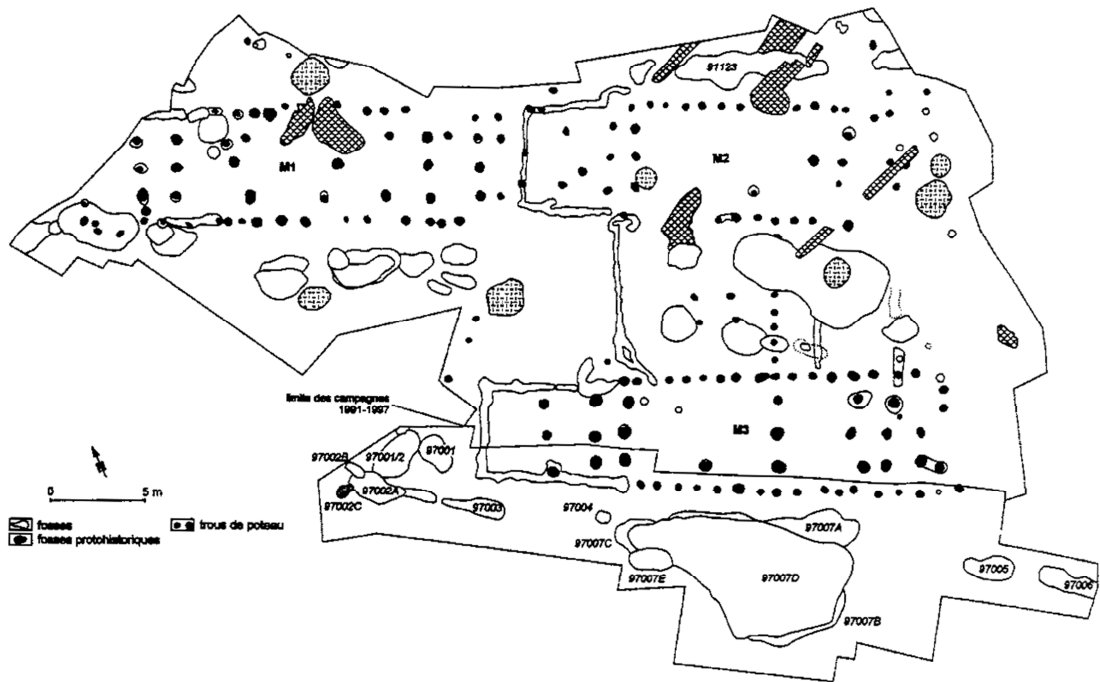 91123
M1
M2
limite des campagnes
1991-1997
M3
97002B
97001/2
97001
97002A
97002C
97003
97004
97007A
97007C
97007D
97007E
97005
97006
97007B
0 5 m
fosses
trous de poteau
fosses protohistoriques